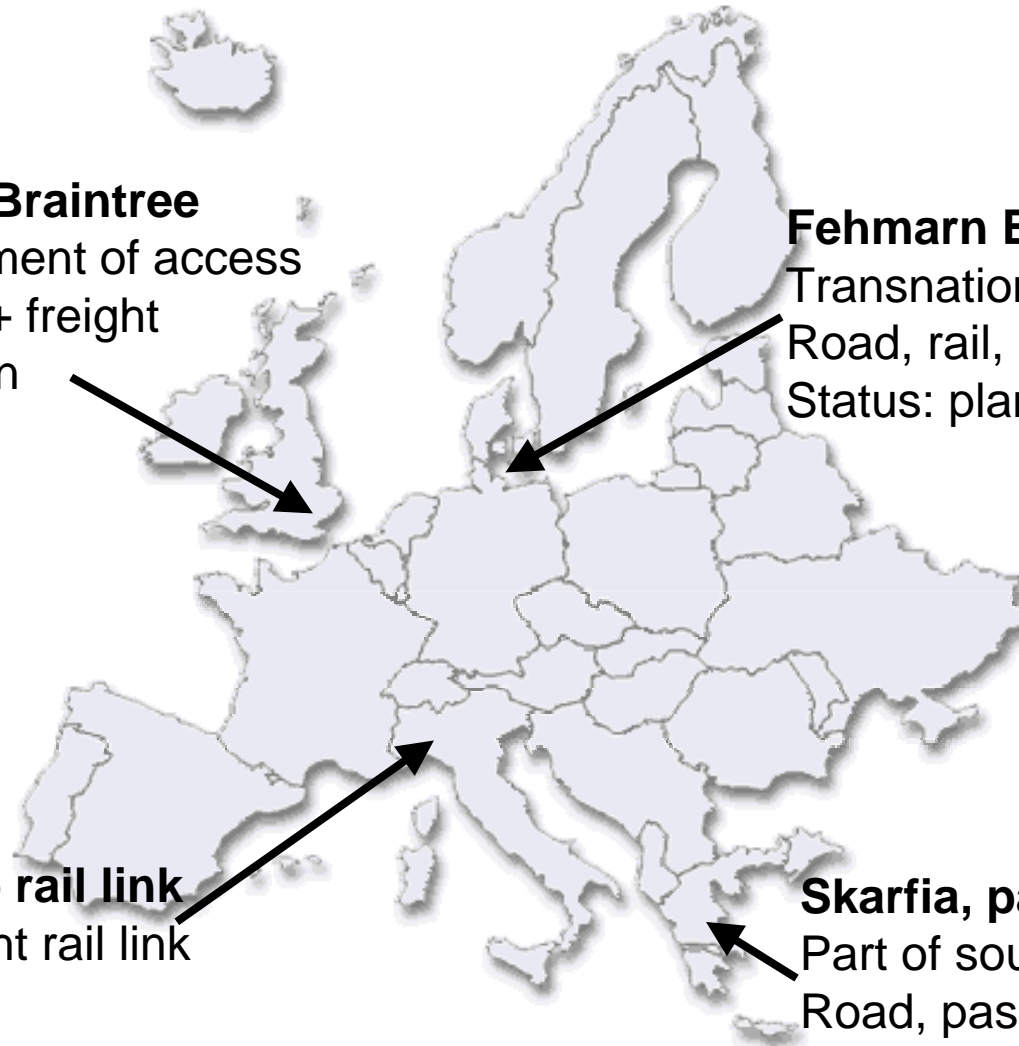 Braintree
ment of access
+ freight
Fehmarn
Transnation
Road, rail,
Status: plan
rail link
nt rail link
Skarfia, pa
Part of sou
Road, pas